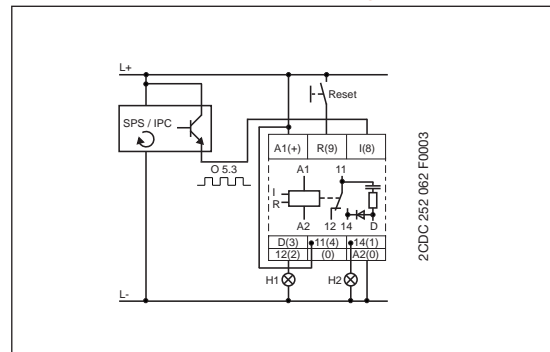 L+
Reset
SPS / IPC
A1(+) R(9) I(8)
O 5.3
A1 11
I
R
A2 12 14 D
D(3) 11(4) 14(1)
12(2) (0) A2(0)
H1 H2
L-
2CDC 252 062 F0003